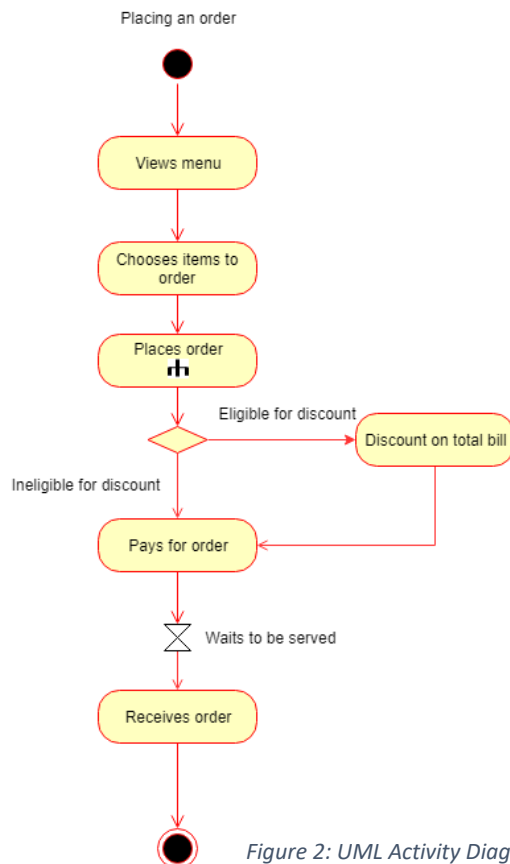 Placing an order
Views menu
Chooses items to
order
Places order
Eligible for discount
Discount on total bill
Ineligible for discount
Pays for order
Waits to be served
Receives order
Figure 2: UML Activity Diag